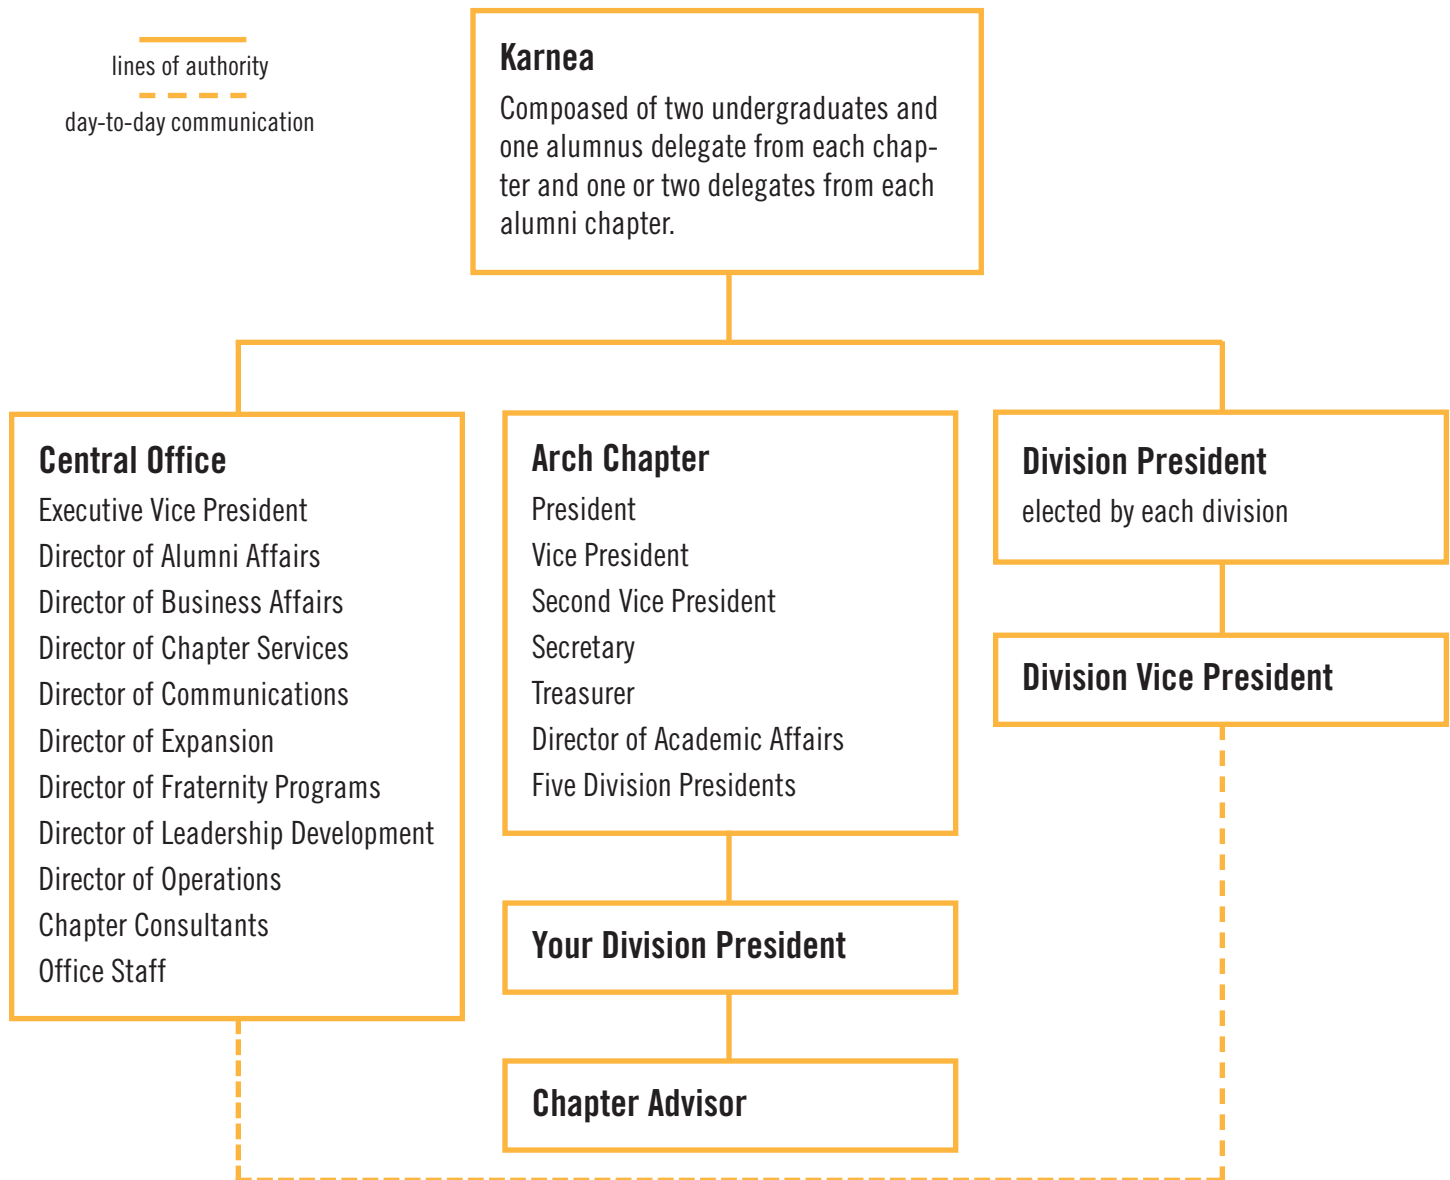 lines of authority
day-to-day communication
Karnea
Compoased of two undergraduates and
one alumnus delegate from each chap-
ter and one or two delegates from each
alumni chapter.
Central Office
Executive Vice President
Director of Alumni Affairs
Director of Business Affairs
Director of Chapter Services
Director of Communications
Director of Expansion
Director of Fraternity Programs
Director of Leadership Development
Director of Operations
Chapter Consultants
Office Staff
Arch Chapter
President
Vice President
Second Vice President
Secretary
Treasurer
Director of Academic Affairs
Five Division Presidents
Your Division President
Chapter Advisor
Division President
elected by each division
Division Vice President